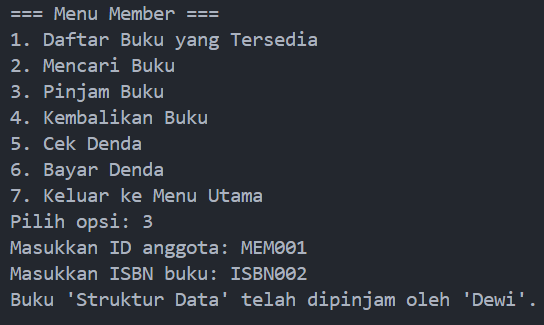 === Menu Member ===
1. Daftar Buku yang Tersedia
2. Mencari Buku
3. Pinjam Buku
4. Kembalikan Buku
5. Cek Denda
6. Bayar Denda
7. Keluar ke Menu Utama
Pilih opsi: 3
Masukkan ID anggota: MEM001
Masukkan ISBN buku: ISBN002
Buku 'Struktur Data' telah dipinjam oleh 'Dewi'.